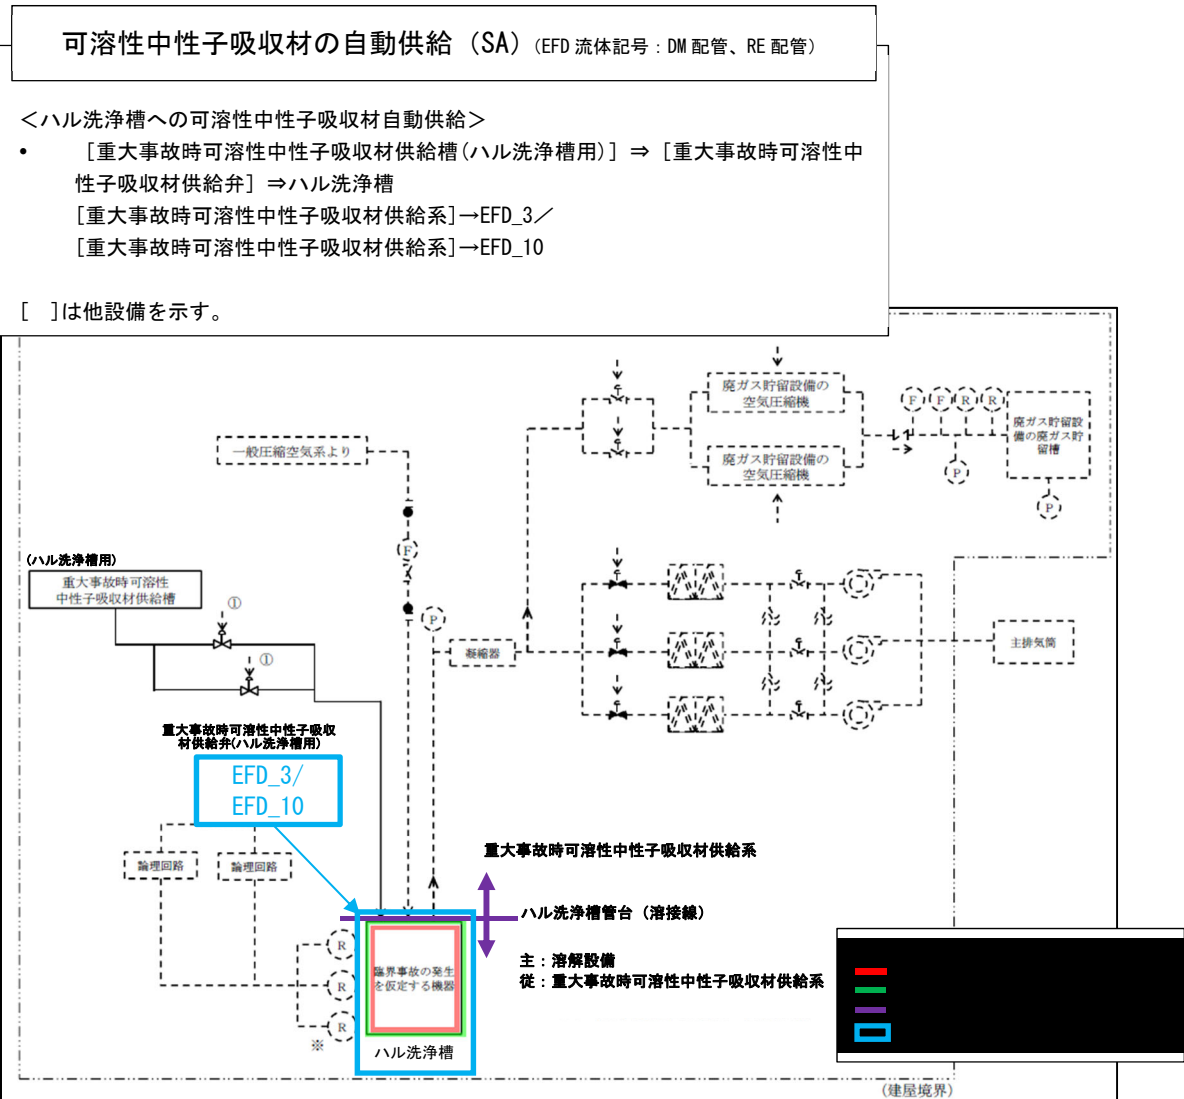 可溶性中性子吸収材の自動供給(SA)(EFD 流体記号:DM 配管、RE 配管)
<ハル洗浄槽への可溶性中性子吸収材自動供給>
• [重大事故時可溶性中性子吸収材供給槽(ハル洗浄槽用)] ⇒ [重大事故時可溶性中
性子吸収材供給弁] ⇒ハル洗浄槽
[重大事故時可溶性中性子吸収材供給系]→EFD_3/
[重大事故時可溶性中性子吸収材供給系]→EFD_10
[ ]は他設備を示す。
廃ガス貯留設備の
空気圧縮機
F F R R
廃ガス貯留設
備の廃ガス貯
留槽
一般圧縮空気系より
廃ガス貯留設備の
空気圧縮機
P
P
F
(ハル洗浄槽用)
重大事故時可溶性
中性子吸収材供給槽
①
P
凝縮器
主排気筒
①
重大事故時可溶性中性子吸収
材供給弁(ハル洗浄槽用)
EFD_3/
EFD_10
論理回路
論理回路
重大事故時可溶性中性子吸収材供給系
ハル洗浄槽管台(溶接線)
R
臨界事故の発生
を仮定する機器
R
R
※
主:溶解設備
従:重大事故時可溶性中性子吸収材供給系
ハル洗浄槽
(建屋境界)